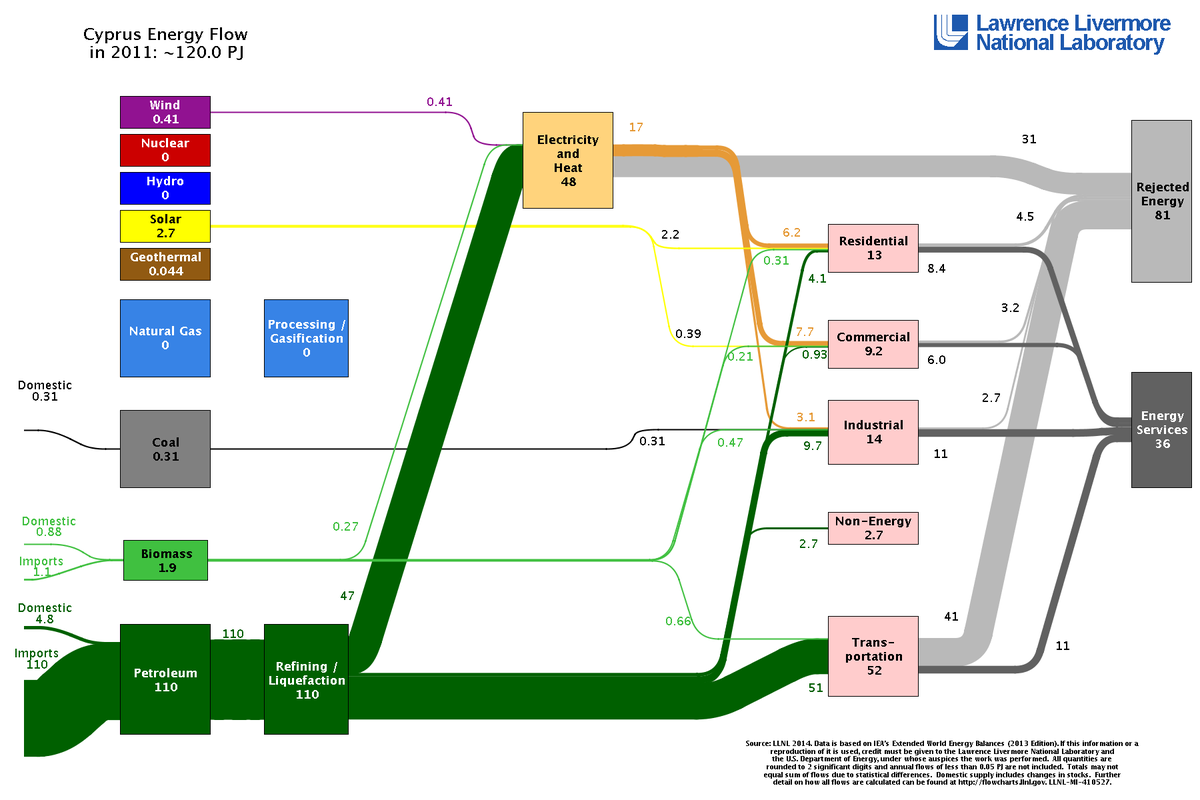 Cyprus Energy Flow
in 2011: ~120.0 PJ
Lawrence Livermore
National Laboratory
Wind
0.41
0.41
Nuclear
0
Hydro
0
Solar
2.7
Geothermal
0.044
Natural Gas
0
Processing /
Gasification
0
Domestic
0.31
Coal
0.31
0.31
Domestic
0.88
Imports
1.1
Biomass
1.9
0.27
Domestic
4.8
Imports
110
Petroleum
110
110
Refining /
Liquefaction
110
47
Electricity
and
Heat
48
17
31
2.2
0.39
6.2
0.31
4.1
7.7
0.21
0.93
3.1
0.47
9.7
2.7
0.66
51
Residential
13
4.5
8.4
Commercial
9.2
3.2
6.0
Industrial
14
2.7
11
Non-Energy
2.7
Trans-
portation
52
41
11
Rejected
Energy
81
Energy
Services
36
Source: LLNL 2014. Data is based on IEA's Extended World Energy Balances (2013 Edition). If this information or a
reproduction of it is used, credit must be given to the Lawrence Livermore National Laboratory and
the U.S. Department of Energy, under whose auspices the work was performed. All quantities are
rounded to 2 significant digits and annual flows of less than 0.05 PJ are not included. Totals may not
equal sum of flows due to statistical differences. Domestic supply includes changes in stocks. Further
detail on how all flows are calculated can be found at http://flowcharts.llnl.gov. LLNL-MI-410527.